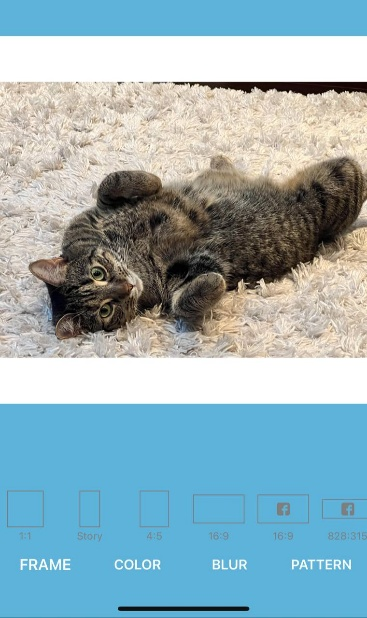 1:1 Story 4:5 16:9 16:9 828:315
FRAME COLOR BLUR PATTERN